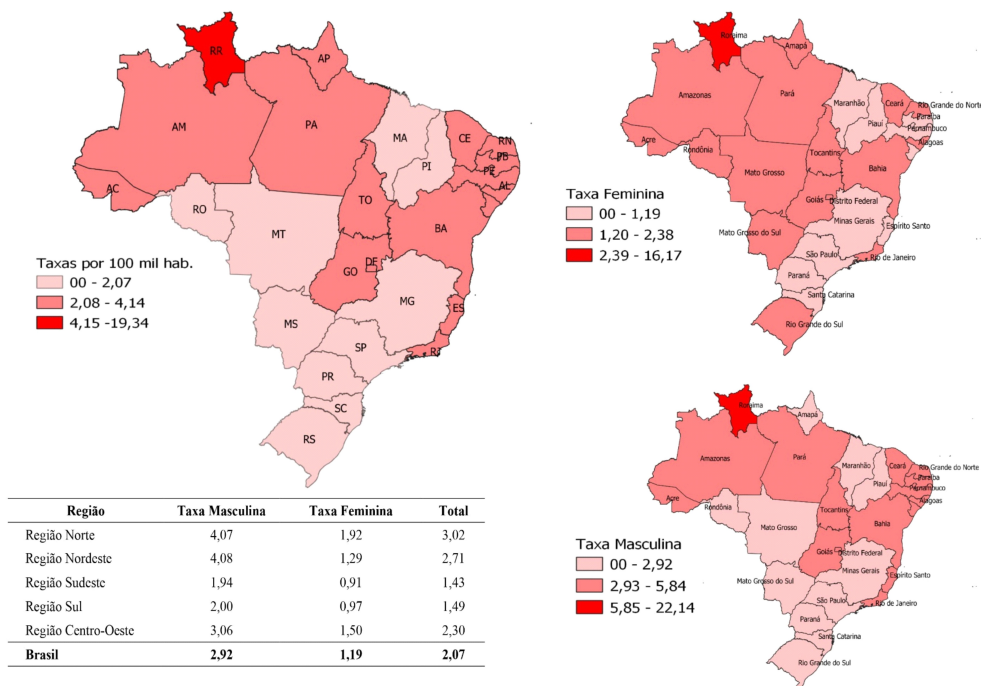 RR
AP
AM
PA
MA
CE
RN
PB
PI
PE
AL
AC
TO
RO
BA
MT
DF
GO
MG
ES
MS
SP
RJ
PR
SC
RS
Taxas por 100 mil hab.
00 - 2,07
2,08 - 4,14
4,15 -19,34
Roraima
Amapá
Amazonas
Pará
Maranhão
Ceará
Rio Grande do Norte
Paraíba
Piauí
Pernambuco
Alagoas
Acre
Rondônia
Tocantins
Bahia
Mato Grosso
Goiás
Distrito Federal
Minas Gerais
Espírito Santo
Mato Grosso do Sul
São Paulo
Rio de Janeiro
Paraná
Santa Catarina
Rio Grande do Sul
Taxa Feminina
00 - 1,19
1,20 - 2,38
2,39 - 16,17
Roraima
Amapá
Amazonas
Pará
Maranhão
Ceará
Rio Grande do Norte
Paraíba
Piauí
Pernambuco
Alagoas
Acre
Rondônia
Tocantins
Bahia
Mato Grosso
Goiás
Distrito Federal
Minas Gerais
Espírito Santo
Mato Grosso do Sul
São Paulo
Rio de Janeiro
Paraná
Santa Catarina
Rio Grande do Sul
Taxa Masculina
00 - 2,92
2,93 - 5,84
5,85 - 22,14
Região Taxa Masculina Taxa Feminina Total
Região Norte 4,07 1,92 3,02
Região Nordeste 4,08 1,29 2,71
Região Sudeste 1,94 0,91 1,43
Região Sul 2,00 0,97 1,49
Região Centro-Oeste 3,06 1,50 2,30
Brasil 2,92 1,19 2,07